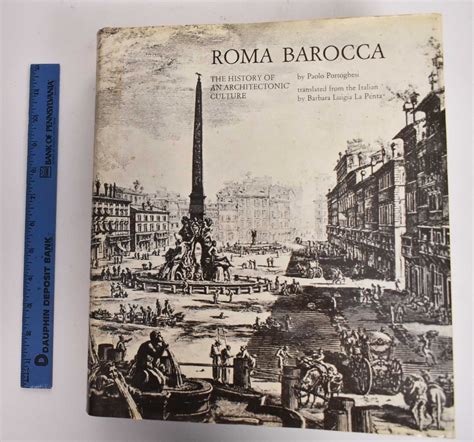 ROMA BAROCCA
THE HISTORY OF
AN ARCHITECTONIC
CULTURE
by Paolo Portoghesi
translated from the Italian
by Barbara Luigia La Penta
BANK OF PENNSYLVANIA
DAUPHIN DEPOSIT BANK